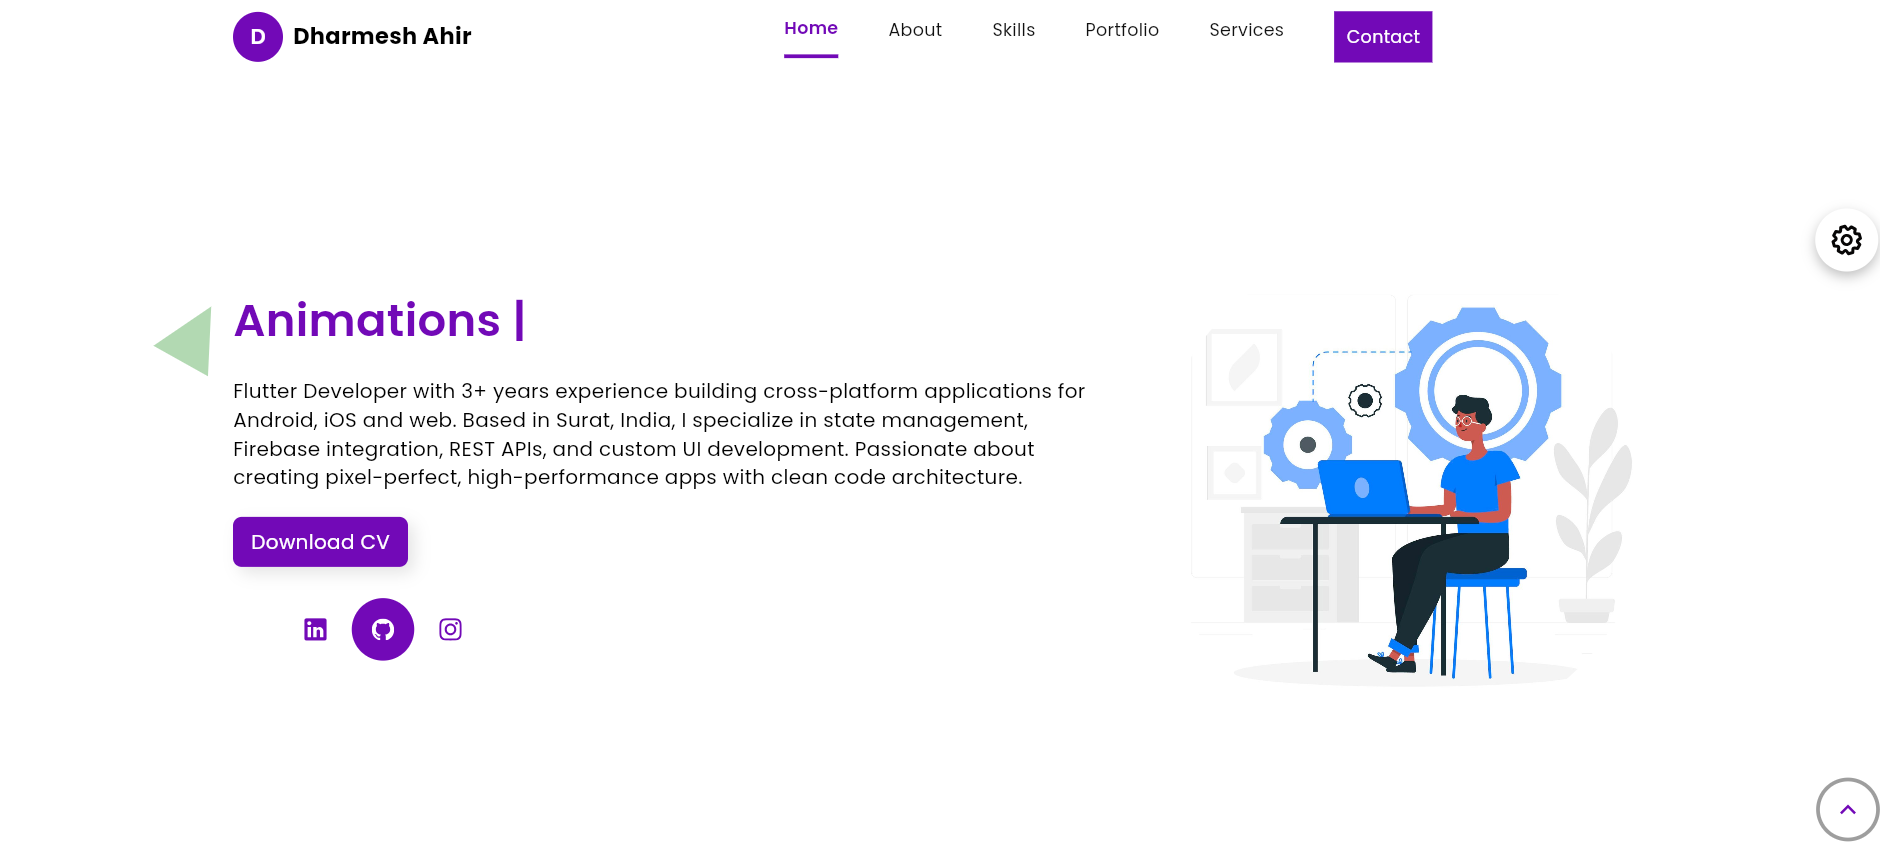 D Dharmesh Ahir Home About Skills Portfolio Services Contact
Animations |
Flutter Developer with 3+ years experience building cross-platform applications for
Android, iOS and web. Based in Surat, India, I specialize in state management,
Firebase integration, REST APIs, and custom UI development. Passionate about
creating pixel-perfect, high-performance apps with clean code architecture.
Download CV
in